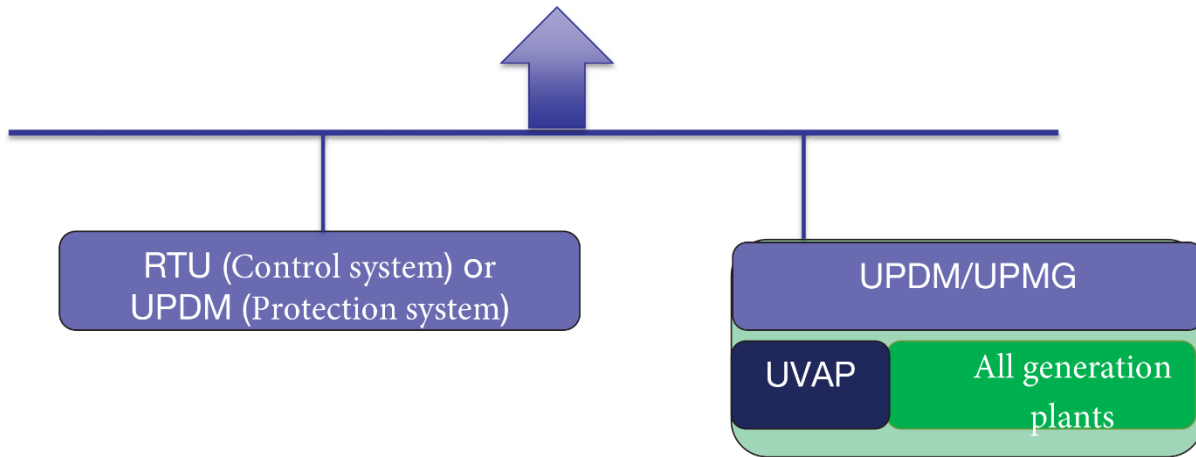 RTU (Control system) or
UPDM (Protection system)
UPDM/UPMG
UVAP
All generation
plants